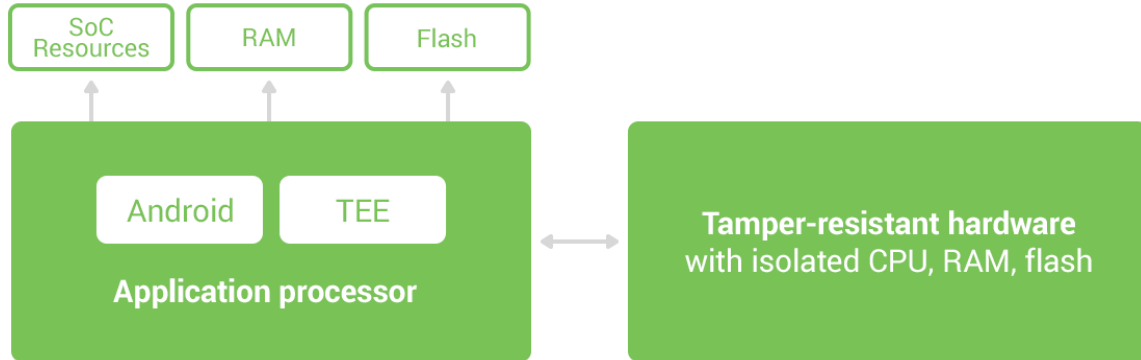 SoC
Resources
RAM
Flash
Android
TEE
Application processor
Tamper-resistant hardware
with isolated CPU, RAM, flash